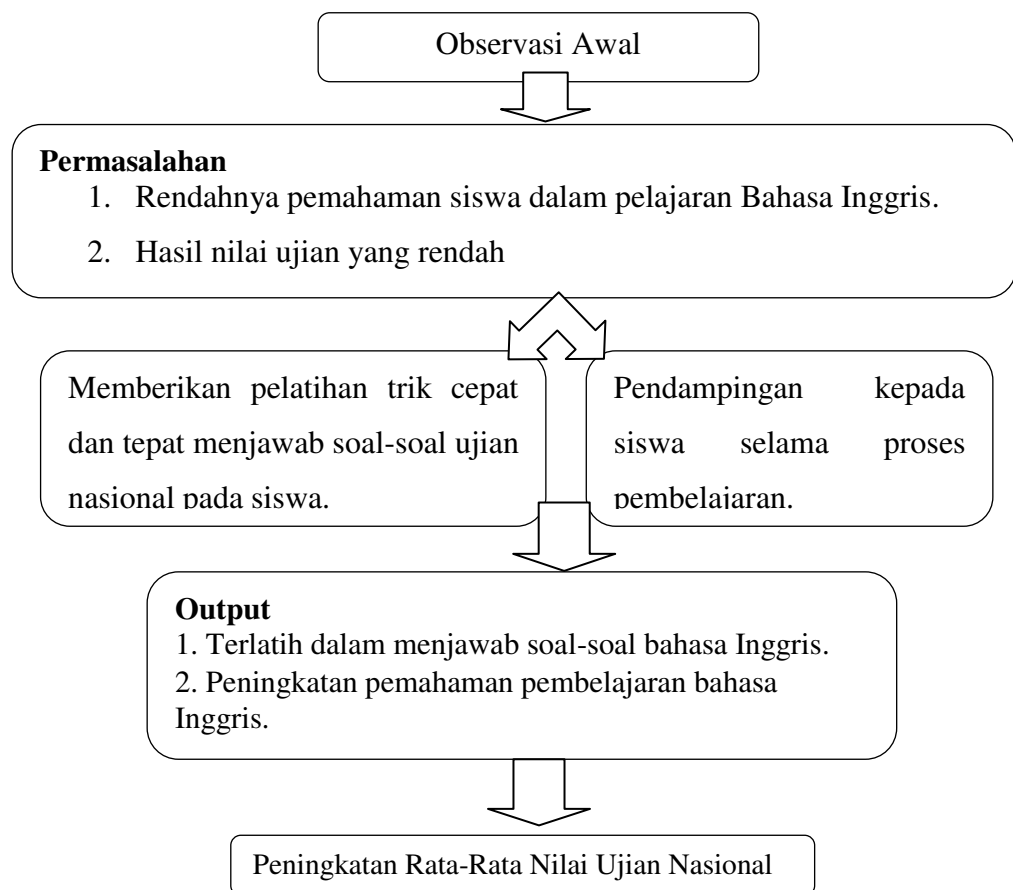 Observasi Awal
Permasalahan
1. Rendahnya pemahaman siswa dalam pelajaran Bahasa Inggris.
2. Hasil nilai ujian yang rendah
Memberikan pelatihan trik cepat
dan tepat menjawab soal-soal ujian
nasional pada siswa.
Pendampingan kepada
siswa selama proses
pembelajaran.
Output
1. Terlatih dalam menjawab soal-soal bahasa Inggris.
2. Peningkatan pemahaman pembelajaran bahasa
Inggris.
Peningkatan Rata-Rata Nilai Ujian Nasional